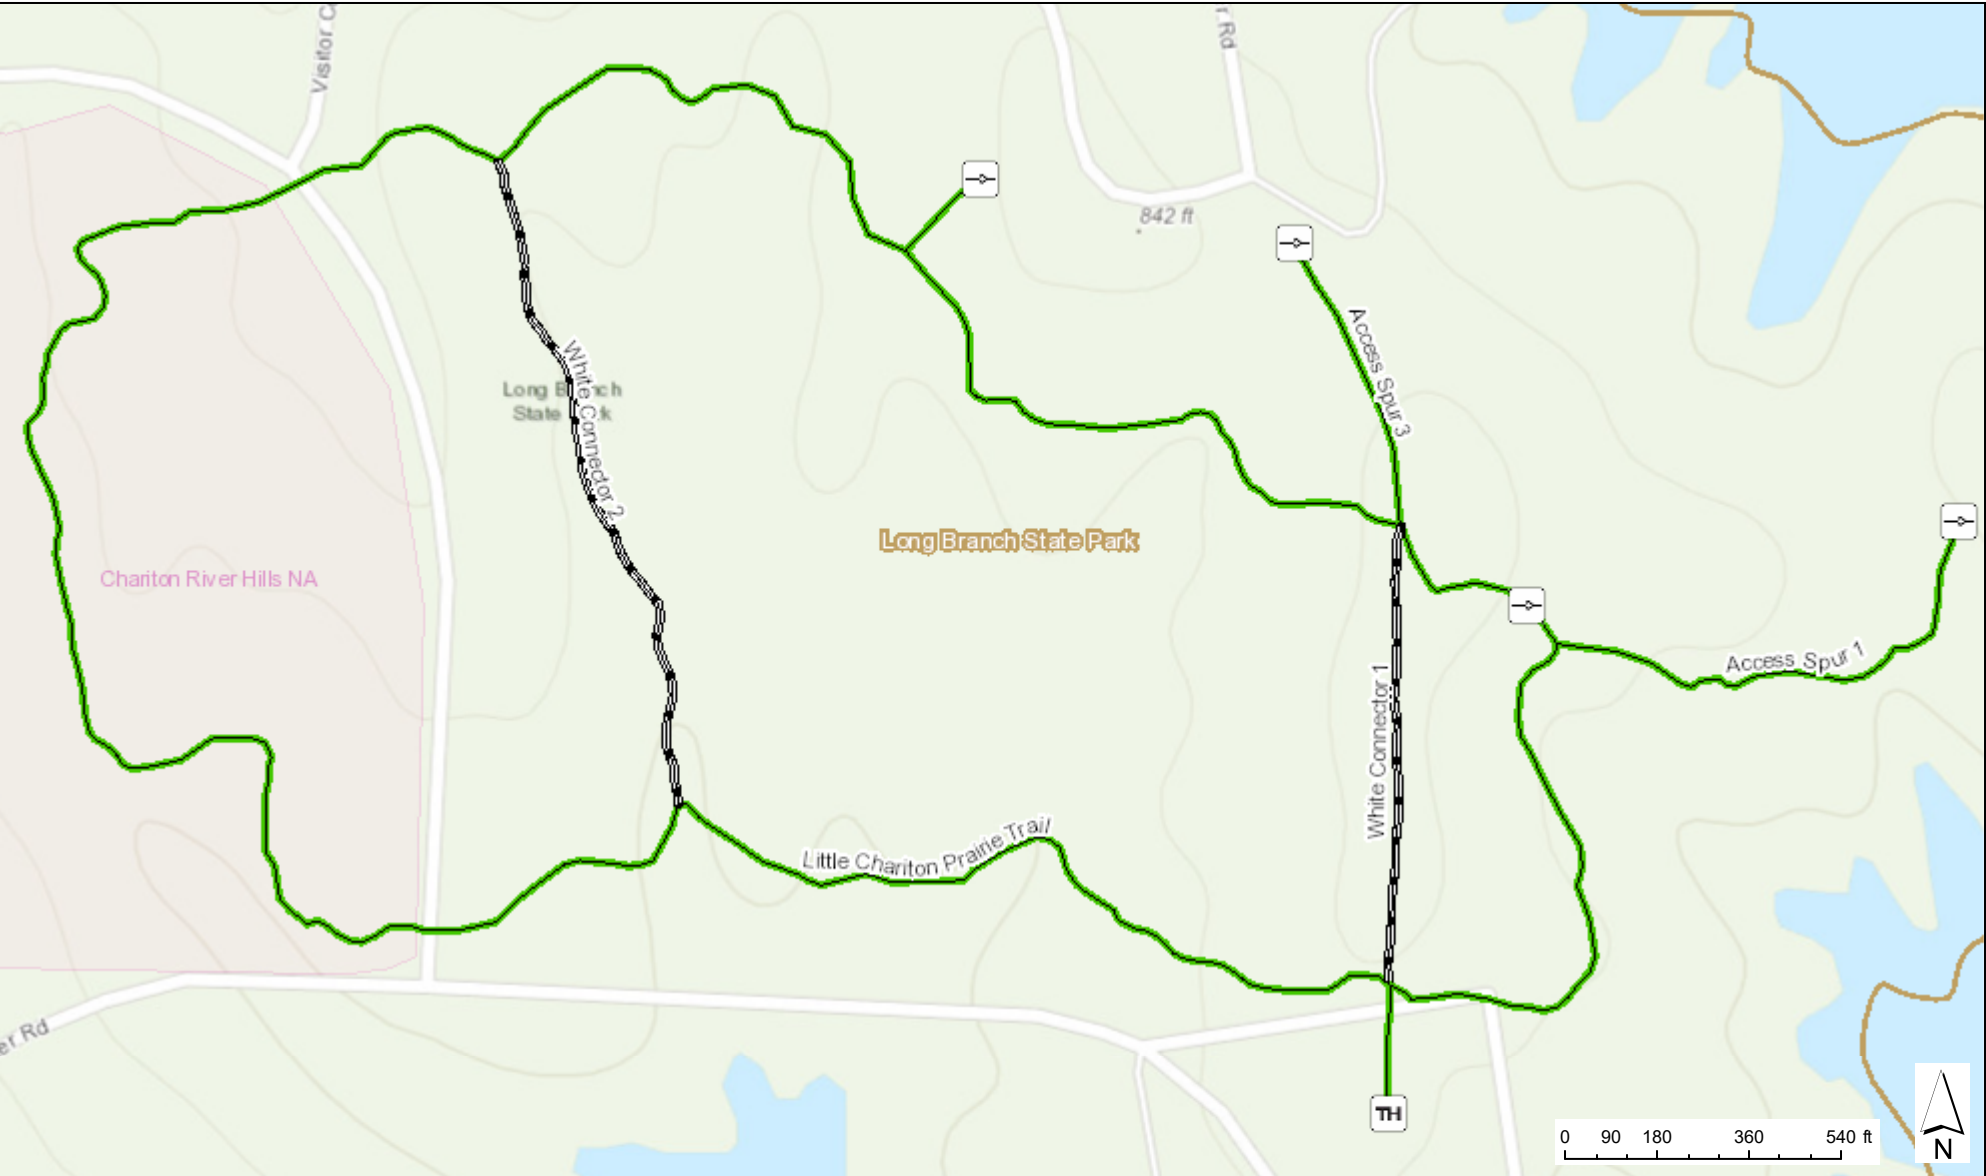 Visitor C
r Rd
842 ft
Access Spur 3
White Connector 2
Long Branch
State Park
Long Branch State Park
Chariton River Hills NA
Access Spur 1
White Connector 1
Little Chariton Prairie Trail
er Rd
TH
0 90 180 360 540 ft
N